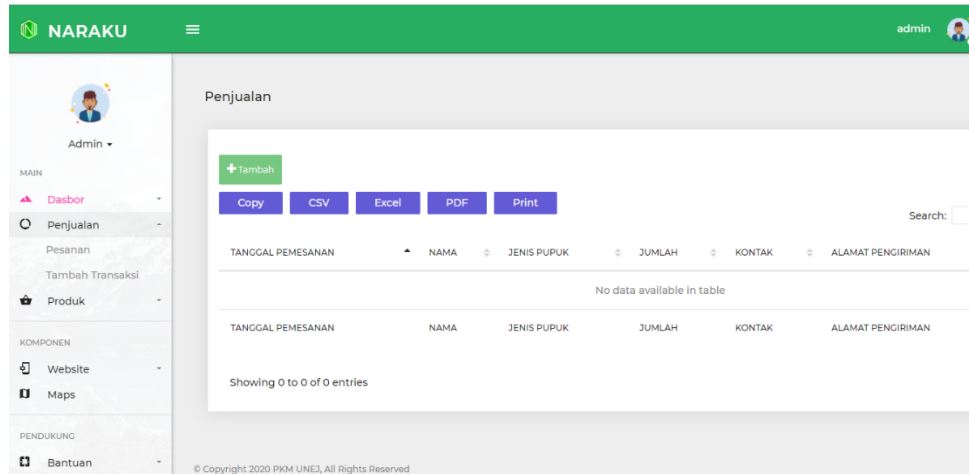 NARAKU
admin
Admin
MAIN
Dasbor
Penjualan
Pesanan
Tambah Transaksi
Produk
KOMPONEN
Website
Maps
PENDUKUNG
Bantuan
Penjualan
+Tambah
Copy CSV Excel PDF Print
Search:
TANGGAL PEMESANAN NAMA JENIS PUPUK JUMLAH KONTAK ALAMAT PENGIRIMAN
No data available in table
TANGGAL PEMESANAN NAMA JENIS PUPUK JUMLAH KONTAK ALAMAT PENGIRIMAN
Showing 0 to 0 of 0 entries
© Copyright 2020 PKM UNEJ, All Rights Reserved